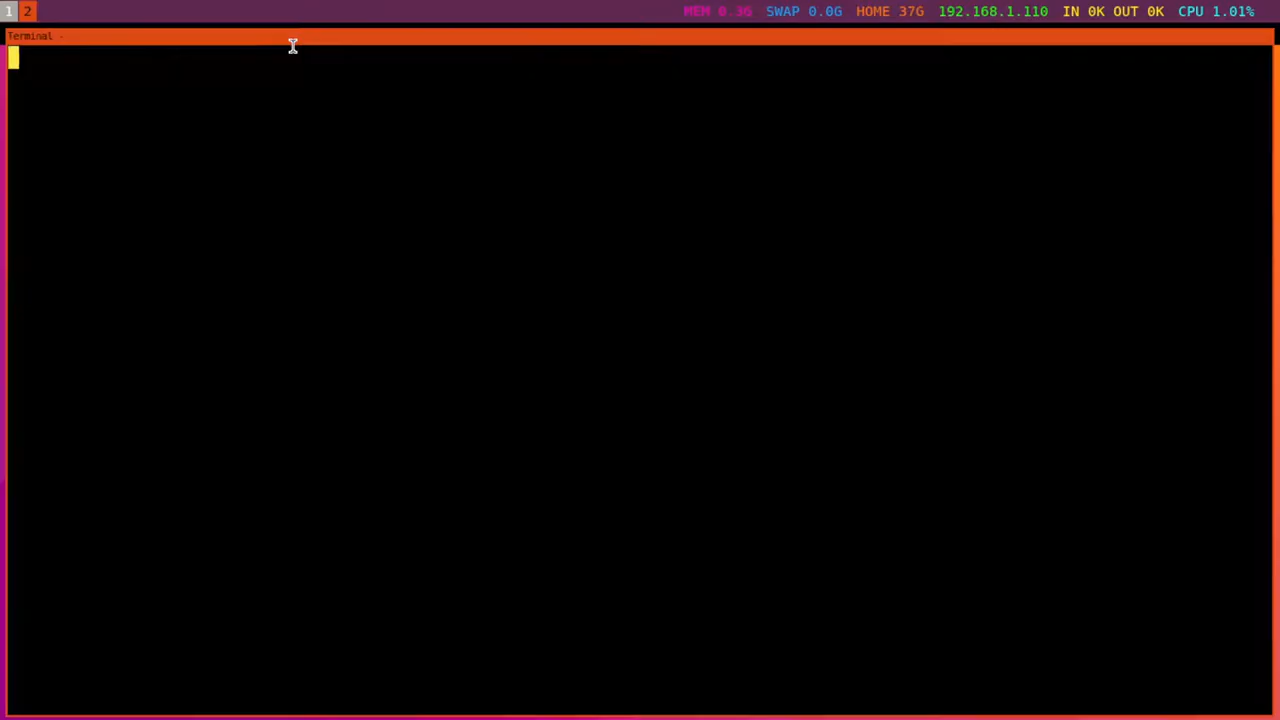 1 2 MEM 0.3G SWAP 0.0G HOME 37G 192.168.1.110 IN 0K OUT 0K CPU 1.01%
Terminal -